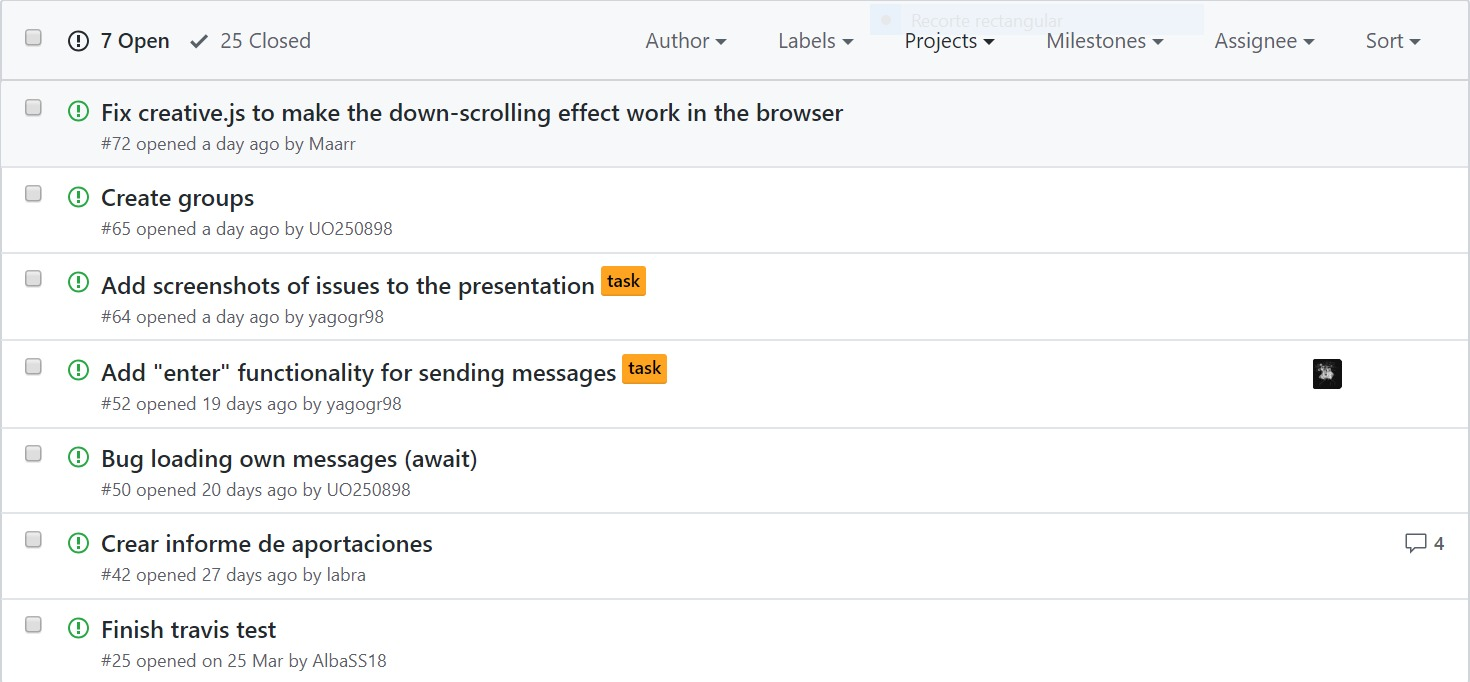 Recorte rectangular
7 Open 25 Closed Author Labels Projects Milestones Assignee Sort
Fix creative.js to make the down-scrolling effect work in the browser
#72 opened a day ago by Maarr
Create groups
#65 opened a day ago by UO250898
Add screenshots of issues to the presentation task
#64 opened a day ago by yagogr98
Add "enter" functionality for sending messages task
#52 opened 19 days ago by yagogr98
Bug loading own messages (await)
#50 opened 20 days ago by UO250898
Crear informe de aportaciones 4
#42 opened 27 days ago by labra
Finish travis test
#25 opened on 25 Mar by AlbaSS18